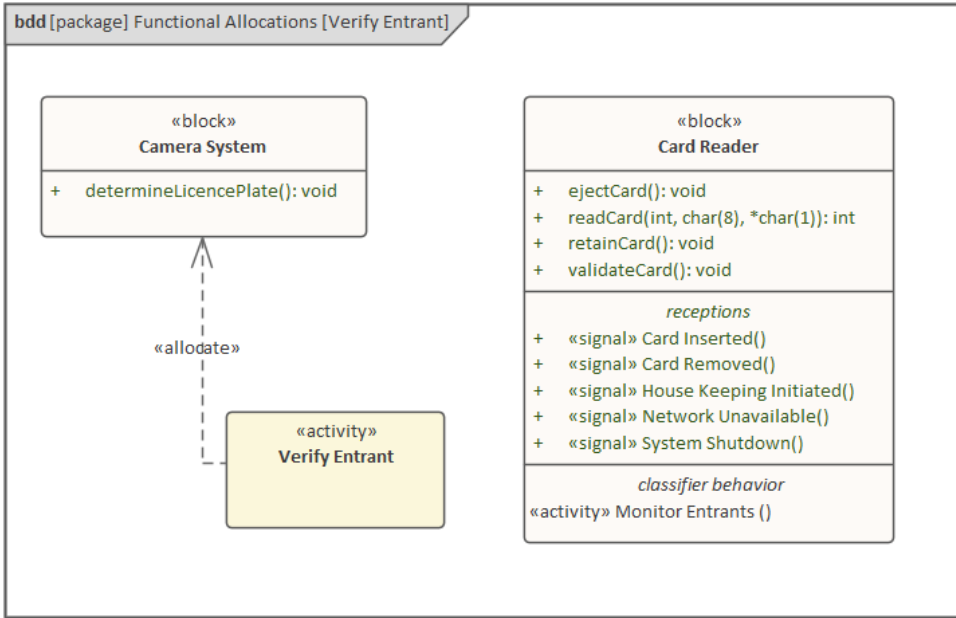 bdd [package] Functional Allocations [Verify Entrant]
«block»
Camera System
+ determineLicencePlate(): void
«allocate»
«activity»
Verify Entrant
«block»
Card Reader
+ ejectCard(): void
+ readCard(int, char(8), *char(1)): int
+ retainCard(): void
+ validateCard(): void
receptions
+ «signal» Card Inserted()
+ «signal» Card Removed()
+ «signal» House Keeping Initiated()
+ «signal» Network Unavailable()
+ «signal» System Shutdown()
classifier behavior
«activity» Monitor Entrants ()